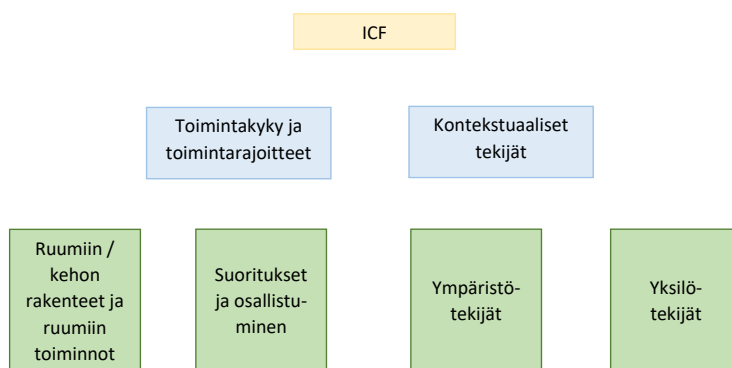 ICF
Toimintakyky ja
toimintarajoitteet
Kontekstuaaliset
tekijät
Ruumiin /
kehon
rakenteet ja
ruumiin
toiminnot
Suoritukset
ja osallistu-
minen
Ympäristö-
tekijät
Yksilö-
tekijät